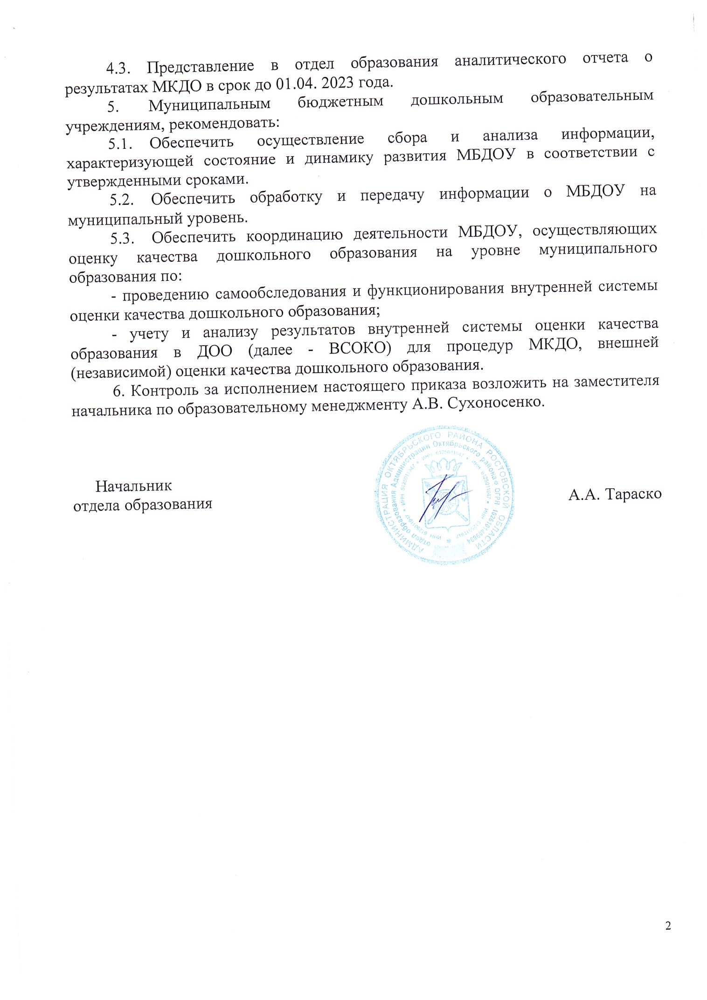 4.3. Представление в отдел образования аналитического отчета о
результатах МКДО в срок до 01.04. 2023 года.
5. Муниципальным бюджетным дошкольным образовательным
учреждениям, рекомендовать:
5.1. Обеспечить осуществление сбора и анализа информации,
характеризующей состояние и динамику развития МБДОУ в соответствии с
утвержденными сроками.
5.2. Обеспечить обработку и передачу информации о МБДОУ на
муниципальный уровень.
5.3. Обеспечить координацию деятельности МБДОУ, осуществляющих
оценку качества дошкольного образования на уровне муниципального
образования по:
- проведению самообследования и функционирования внутренней системы
оценки качества дошкольного образования;
- учету и анализу результатов внутренней системы оценки качества
образования в ДОО (далее - ВСОКО) для процедур МКДО, внешней
(независимой) оценки качества дошкольного образования.
6. Контроль за исполнением настоящего приказа возложить на заместителя
начальника по образовательному менеджменту А.В. Сухоносенко.
Начальник
отдела образования
А.А. Тараско
АДМИНИСТРАЦИЯ ОКТЯБРЬСКОГО РАЙОНА РОСТОВСКОЙ ОБЛАСТИ
отдел образования Администрации Октябрьского района * ОГРН
ИНН 6125011947 * ИНН 6125011947 * ИНН 6125011947 * ИНН 6125011947 * ИНН 6125011947
2